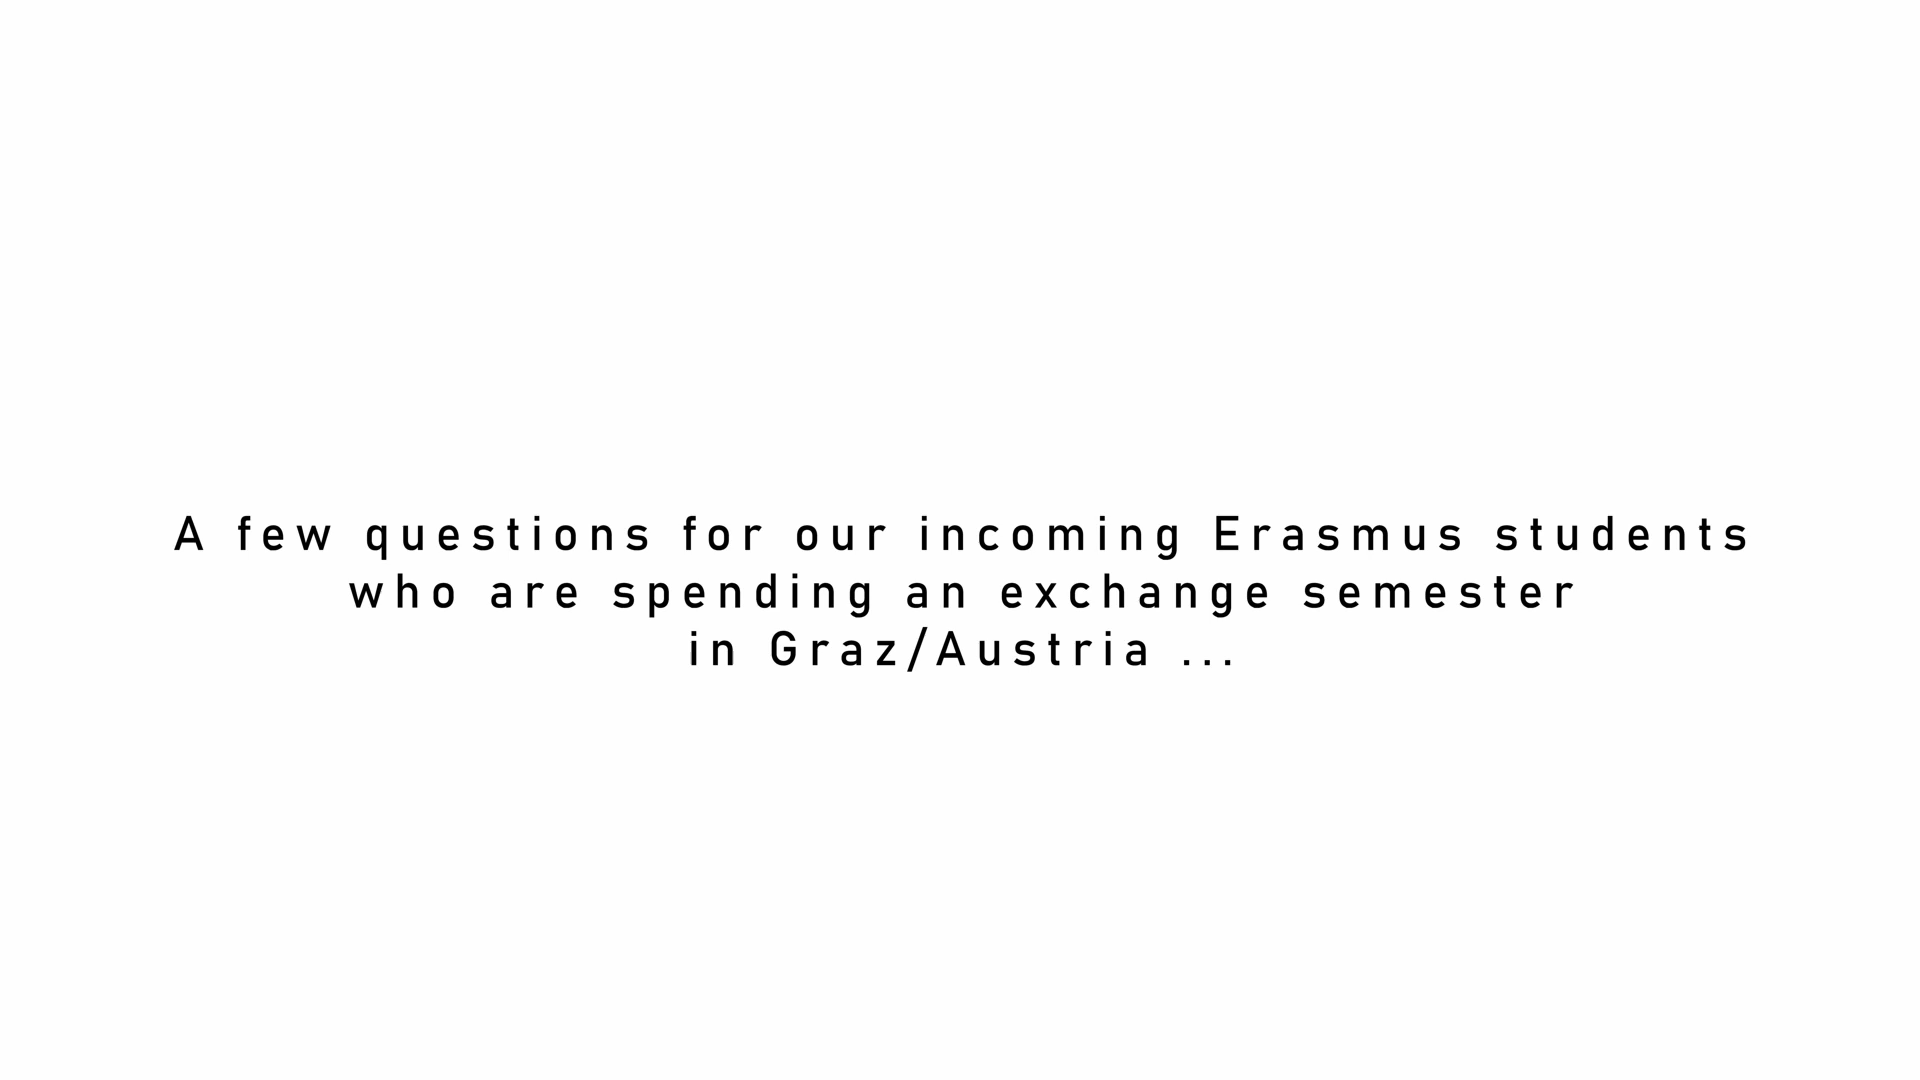 A few questions for our incoming Erasmus students
who are spending an exchange semester
in Graz/Austria ...